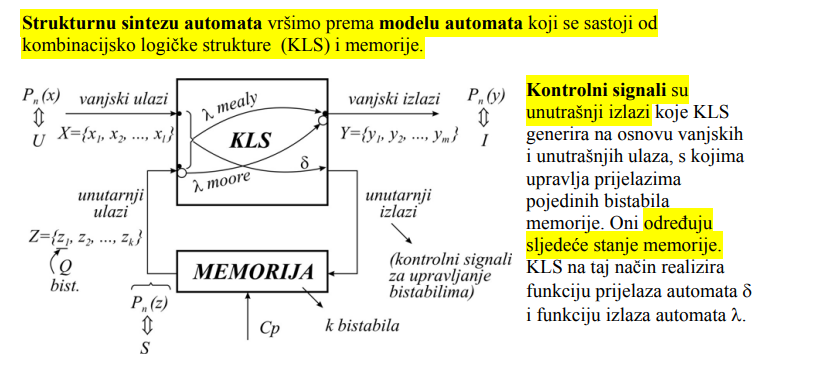 Strukturnu sintezu automata vršimo prema modelu automata koji se sastoji od
kombinacijsko logičke strukture (KLS) i memorije.
Pn(x)
vanjski ulazi
U
X={x1, x2, ..., xl}
λ mealy
KLS
λ moore
δ
vanjski izlazi
Pn(y)
Y={y1, y2, ..., ym}
I
unutarnji
ulazi
Z={z1, z2, ..., zk}
Q
bist.
unutarnji
izlazi
(kontrolni signali
za upravljanje
bistabilima)
MEMORIJA
Pn(z)
S
Cp
k bistabila
Kontrolni signali su
unutrašnji izlazi koje KLS
generira na osnovu vanjskih
i unutrašnjih ulaza, s kojima
upravlja prijelazima
pojedinih bistabila
memorije. Oni određuju
sljedeće stanje memorije.
KLS na taj način realizira
funkciju prijelaza automata δ
i funkciju izlaza automata λ.